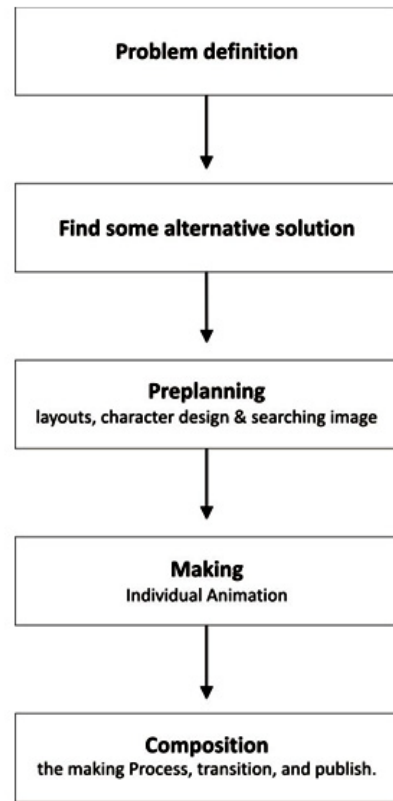 Problem definition
Find some alternative solution
Preplanning
layouts, character design & searching image
Making
Individual Animation
Composition
the making Process, transition, and publish.